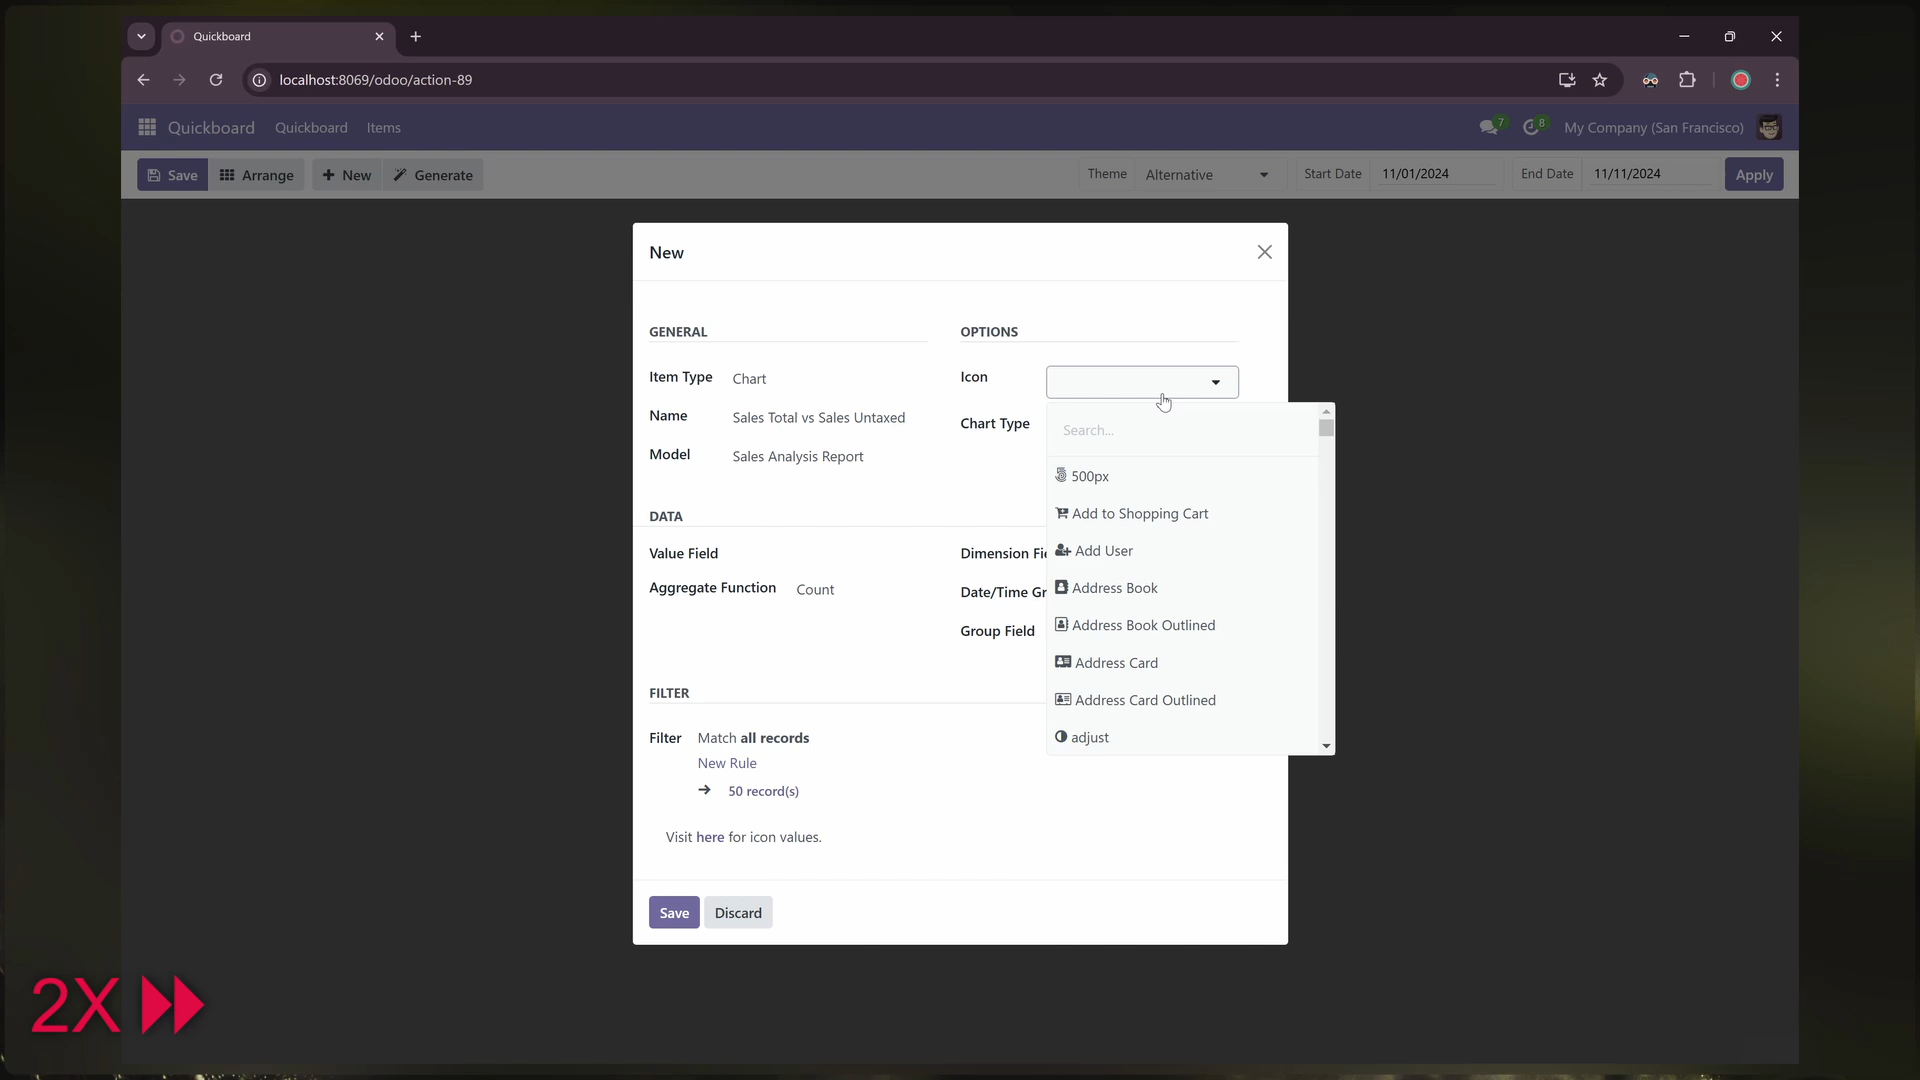 Quickboard
localhost:8069/odoo/action-89
Quickboard Quickboard Items 7 8 My Company (San Francisco)
Save Arrange New Generate Theme Alternative Start Date 11/01/2024 End Date 11/11/2024 Apply
New
GENERAL
Item Type Chart
Name Sales Total vs Sales Untaxed
Model Sales Analysis Report
OPTIONS
Icon
Chart Type
Search...
500px
Add to Shopping Cart
Add User
Address Book
Address Book Outlined
Address Card
Address Card Outlined
adjust
DATA
Value Field
Aggregate Function Count
Dimension Fi
Date/Time Gr
Group Field
FILTER
Filter Match all records
New Rule
50 record(s)
Visit here for icon values.
Save Discard
2X